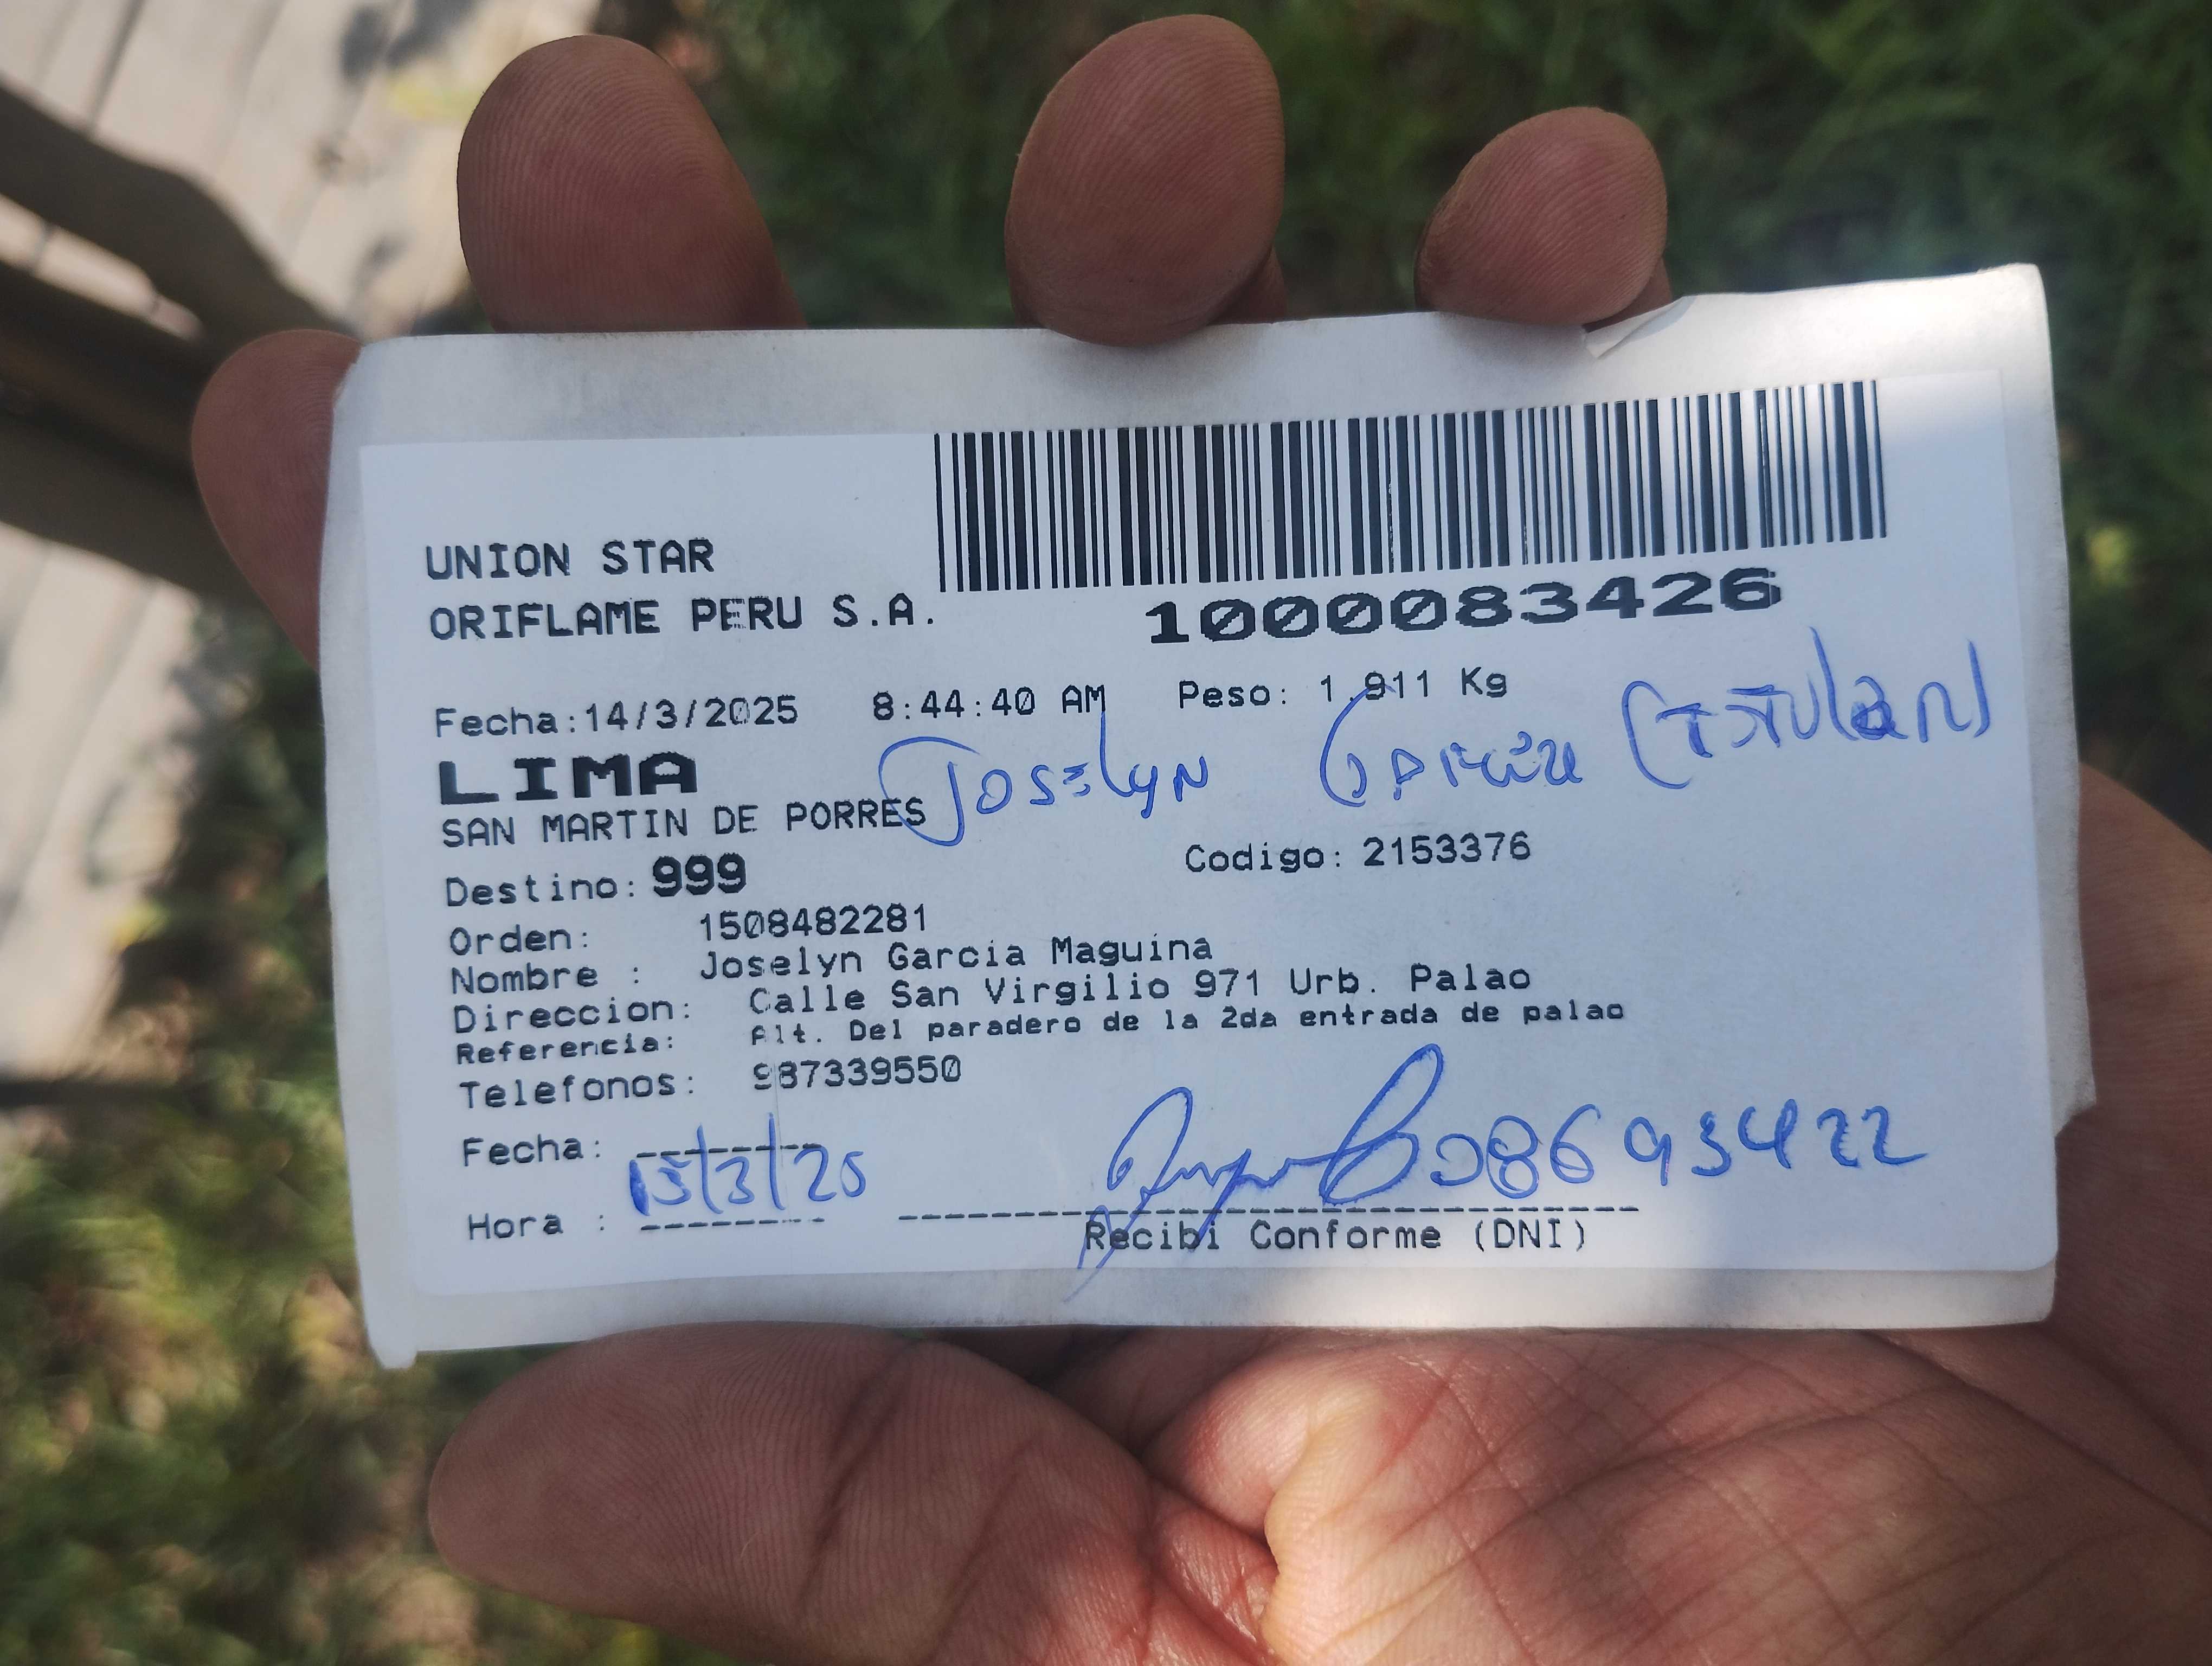 UNION STAR
ORIFLAME PERU S.A.
1000083426
Fecha:14/3/2025 8:44:40 AM Peso: 1.911 Kg
LIMA
Joselyn García (TITULAR)
SAN MARTIN DE PORRES
Destino: 999 Codigo: 2153376
Orden: 1508482281
Nombre : Joselyn Garcia Maguina
Direccion: Calle San Virgilio 971 Urb. Palao
Referencia: Alt. Del paradero de la 2da entrada de palao
Telefonos: 987339550
Fecha: 15/3/25
Hora :
Recibi Conforme (DNI)